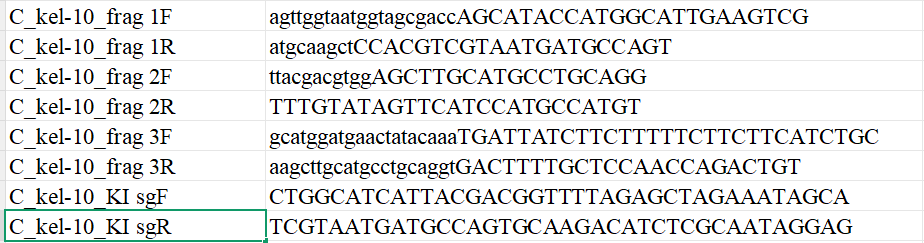 C_kel-10_frag 1F agttggtaatggtagcgaccAGCATACCATGGCATTGAAGTCG
C_kel-10_frag 1R atgcaagctCCACGTCGTAATGATGCCAGT
C_kel-10_frag 2F ttacgacgtggAGCTTGCATGCCTGCAGG
C_kel-10_frag 2R TTTGTATAGTTCATCCATGCCATGT
C_kel-10_frag 3F gcatggatgaactatacaaaTGATTATCTTCTTTTTCTTCTTCATCTGC
C_kel-10_frag 3R aagcttgcatgcctgcaggtGACTTTTGCTCCAACCAGACTGT
C_kel-10_KI sgF CTGGCATCATTACGACGGTTTTAGAGCTAGAAATAGCA
C_kel-10_KI sgR TCGTAATGATGCCAGTGCAAGACATCTCGCAATAGGAG